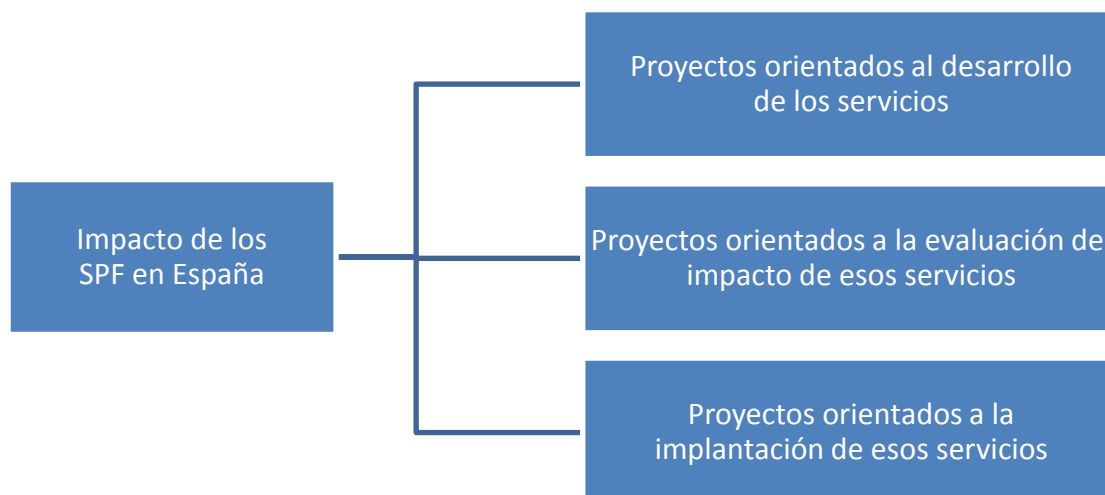 Impacto de los
SPF en España
Proyectos orientados al desarrollo
de los servicios
Proyectos orientados a la evaluación de
impacto de esos servicios
Proyectos orientados a la
implantación de esos servicios